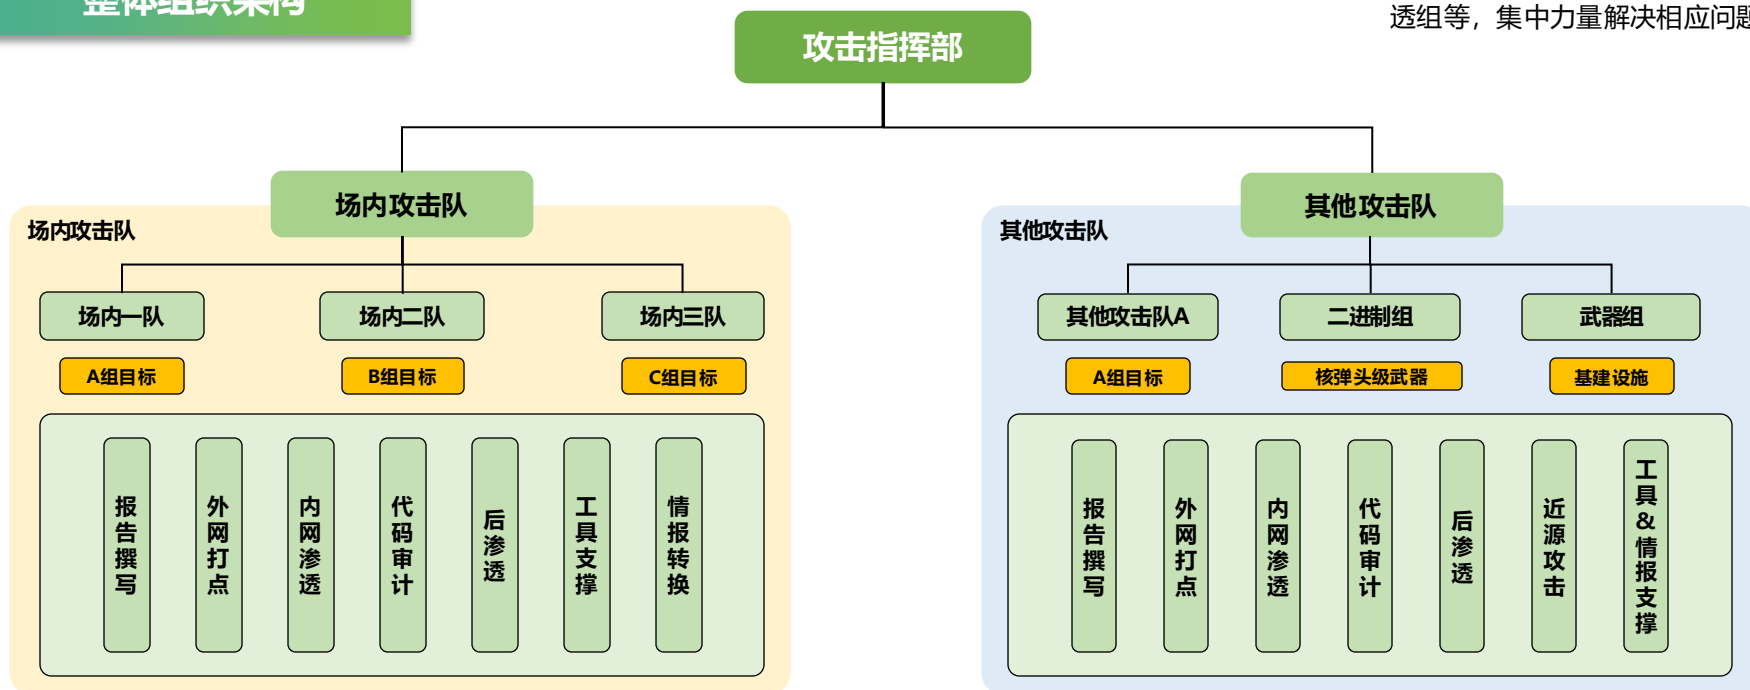 整体组织架构
透组等，集中力量解决相应问题
攻击指挥部
场内攻击队
其他攻击队
场内攻击队
其他攻击队
场内一队
场内二队
场内三队
其他攻击队A
二进制组
武器组
A组目标
B组目标
C组目标
A组目标
核弹头级武器
基建设施
报告撰写
外网打点
内网渗透
代码审计
后渗透
工具支撑
情报转换
报告撰写
外网打点
内网渗透
代码审计
后渗透
近源攻击
工具&情报支撑